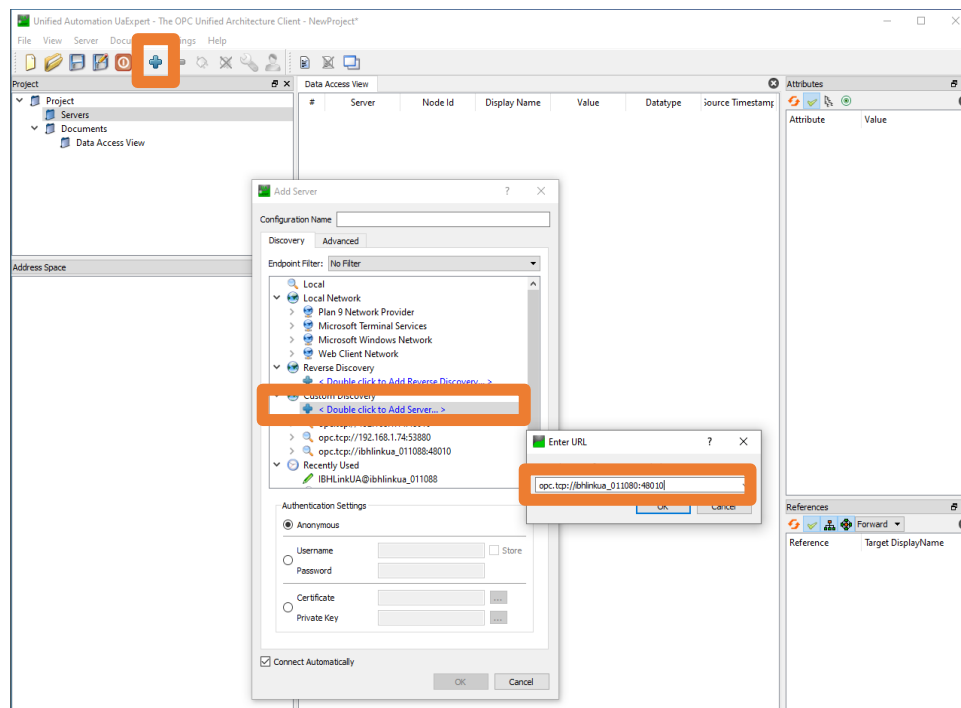 Unified Automation UaExpert - The OPC Unified Architecture Client - NewProject*
File View Server Docu ngs Help
Project
Project
Servers
Documents
Data Access View
Address Space
Data Access View
# Server Node Id Display Name Value Datatype ource Timestamp
Attributes
Attribute Value
Add Server
Configuration Name
Discovery Advanced
Endpoint Filter: No Filter
Local
Local Network
Plan 9 Network Provider
Microsoft Terminal Services
Microsoft Windows Network
Web Client Network
Reverse Discovery
< Double click to Add Reverse Discovery... >
Custom Discovery
< Double click to Add Server... >
opc.tcp://192.168.1.74:53880
opc.tcp://ibhlinkua_011088:48010
Recently Used
IBHLinkUA@ibhlinkua_011088
Authentication Settings
Anonymous
Username Store
Password
Certificate ...
Private Key ...
Connect Automatically
OK Cancel
Enter URL
opc.tcp://ibhlinkua_011080:48010
OK Cancel
References
Forward
Reference Target DisplayName